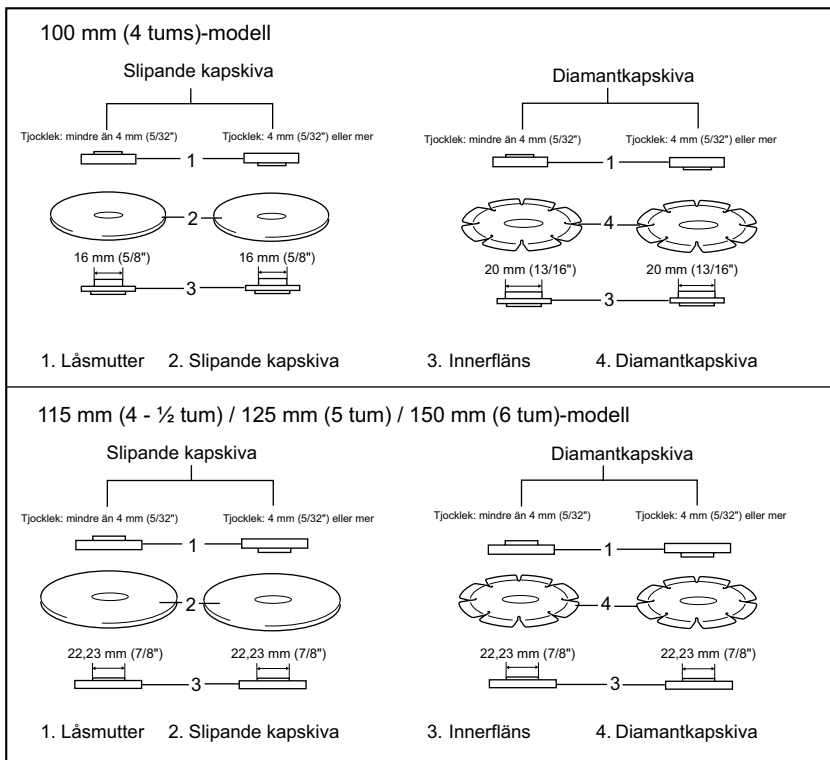 100 mm (4 tums)-modell
Slipande kapskiva
Diamantkapskiva
Tjocklek: mindre än 4 mm (5/32") Tjocklek: 4 mm (5/32") eller mer
Tjocklek: mindre än 4 mm (5/32") Tjocklek: 4 mm (5/32") eller mer
1
1
2
4
16 mm (5/8") 16 mm (5/8")
20 mm (13/16") 20 mm (13/16")
3
3
1. Låsmutter 2. Slipande kapskiva 3. Innerfläns 4. Diamantkapskiva
115 mm (4 - ½ tum) / 125 mm (5 tum) / 150 mm (6 tum)-modell
Slipande kapskiva
Diamantkapskiva
Tjocklek: mindre än 4 mm (5/32") Tjocklek: 4 mm (5/32") eller mer
Tjocklek: mindre än 4 mm (5/32") Tjocklek: 4 mm (5/32") eller mer
1
1
2
4
22,23 mm (7/8") 22,23 mm (7/8")
22,23 mm (7/8") 22,23 mm (7/8")
3
3
1. Låsmutter 2. Slipande kapskiva 3. Innerfläns 4. Diamantkapskiva